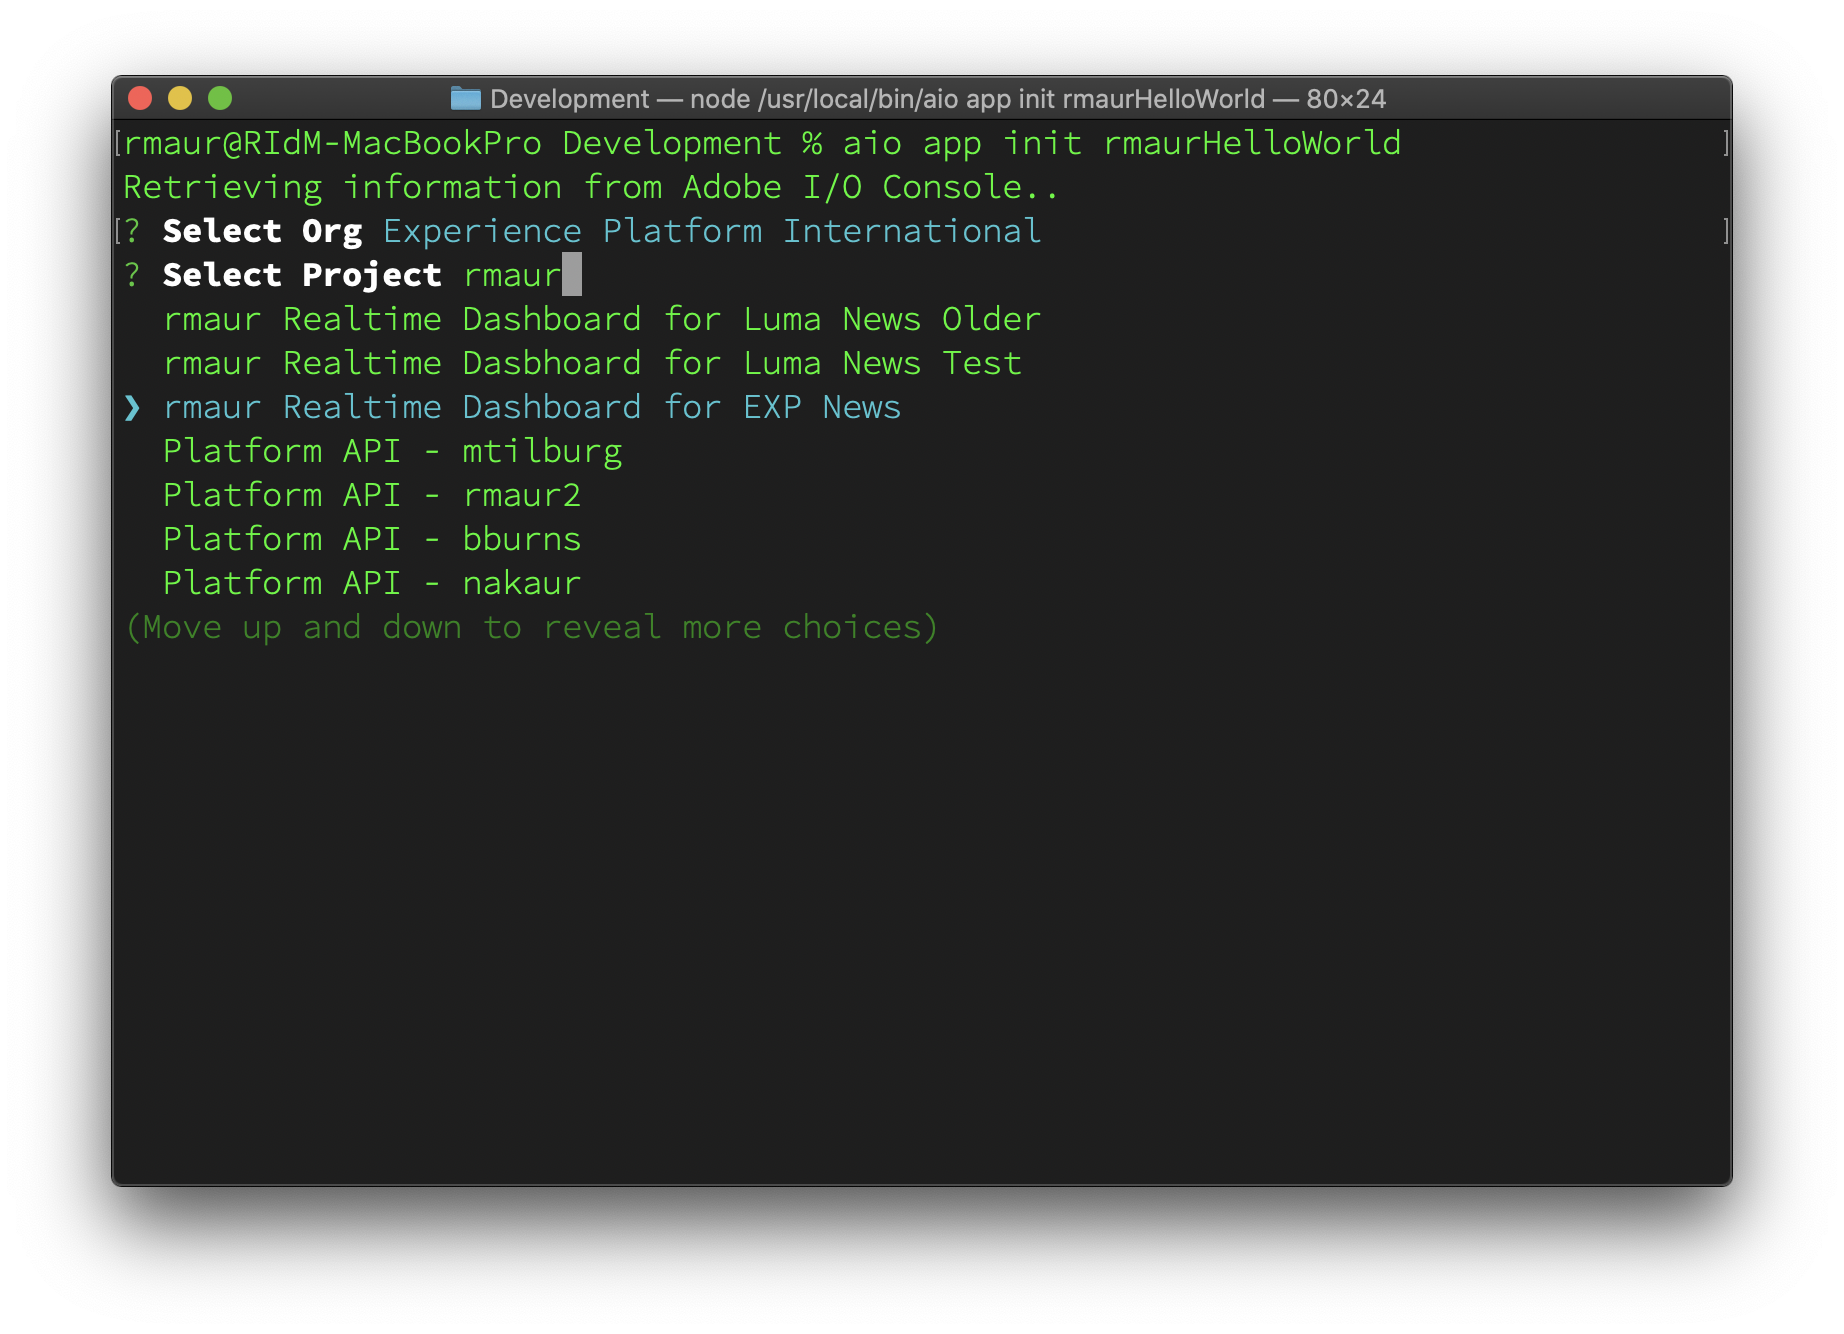 Development — node /usr/local/bin/aio app init rmaurHelloWorld — 80×24
[rmaur@RIdM-MacBookPro Development % aio app init rmaurHelloWorld ]
Retrieving information from Adobe I/O Console..
[? Select Org Experience Platform International ]
? Select Project rmaur
rmaur Realtime Dashboard for Luma News Older
rmaur Realtime Dasbhoard for Luma News Test
❯ rmaur Realtime Dashboard for EXP News
Platform API - mtilburg
Platform API - rmaur2
Platform API - bburns
Platform API - nakaur
(Move up and down to reveal more choices)